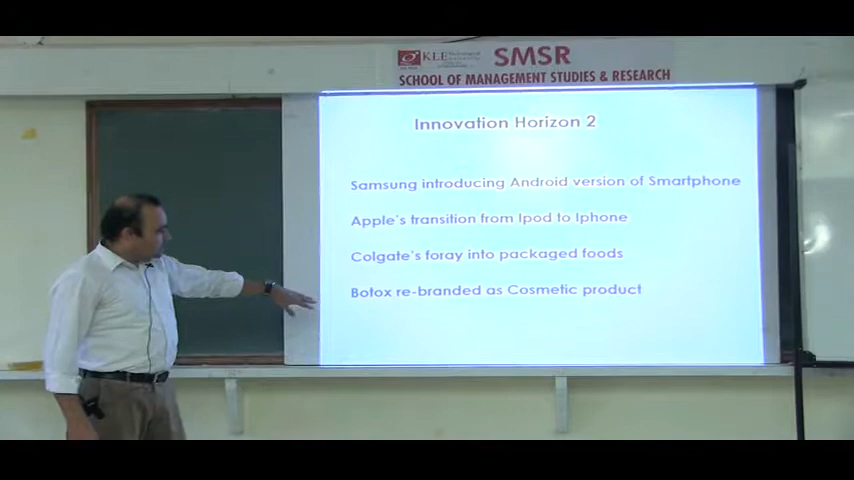 KLE
SMSR
SCHOOL OF MANAGEMENT STUDIES & RESEARCH
Innovation Horizon 2
Samsung introducing Android version of Smartphone
Apple's transition from Ipod to Iphone
Colgate's foray into packaged foods
Botox re-branded as Cosmetic product